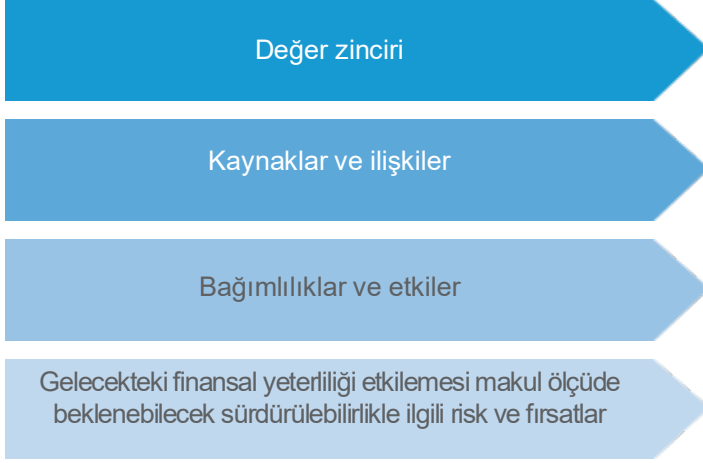 Değer zinciri
Kaynaklar ve ilişkiler
Bağımlılıklar ve etkiler
Gelecekteki finansal yeterliliği etkilemesi makul ölçüde
beklenebilecek sürdürülebilirlikle ilgili risk ve fırsatlar